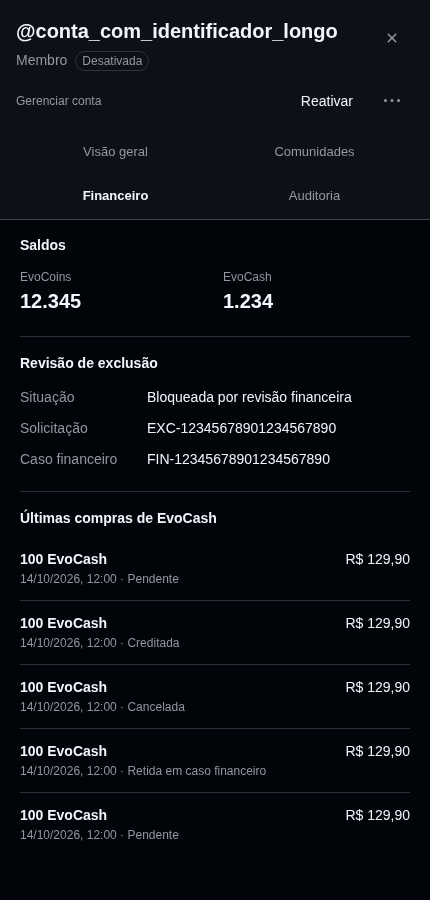 @conta_com_identificador_longo
×
Membro Desativada
Gerenciar conta Reativar ···
Visão geral Comunidades
Financeiro Auditoria
Saldos
EvoCoins EvoCash
12.345 1.234
Revisão de exclusão
Situação Bloqueada por revisão financeira
Solicitação EXC-12345678901234567890
Caso financeiro FIN-12345678901234567890
Últimas compras de EvoCash
100 EvoCash R$ 129,90
14/10/2026, 12:00 · Pendente
100 EvoCash R$ 129,90
14/10/2026, 12:00 · Creditada
100 EvoCash R$ 129,90
14/10/2026, 12:00 · Cancelada
100 EvoCash R$ 129,90
14/10/2026, 12:00 · Retida em caso financeiro
100 EvoCash R$ 129,90
14/10/2026, 12:00 · Pendente